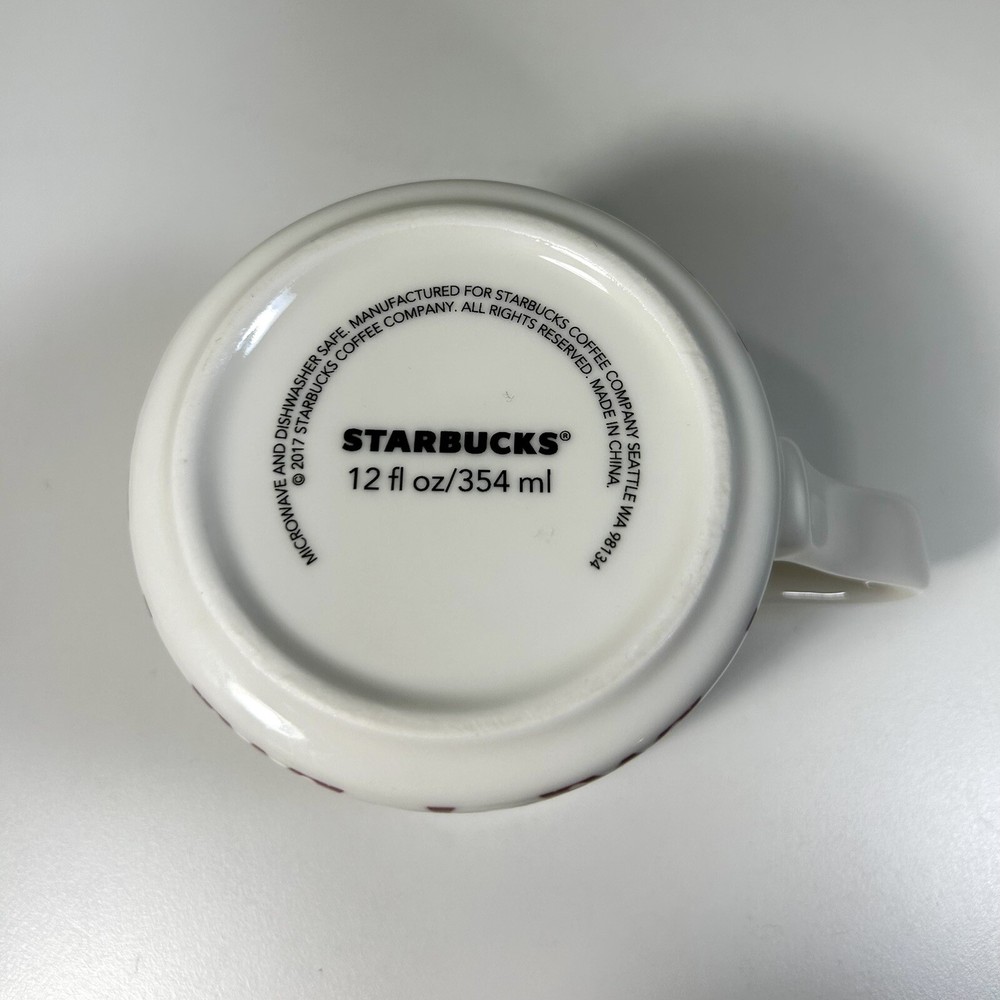 MICROWAVE AND DISHWASHER SAFE. MANUFACTURED FOR STARBUCKS COFFEE COMPANY SEATTLE WA 98134
© 2017 STARBUCKS COFFEE COMPANY. ALL RIGHTS RESERVED. MADE IN CHINA.
STARBUCKS®
12 fl oz/354 ml